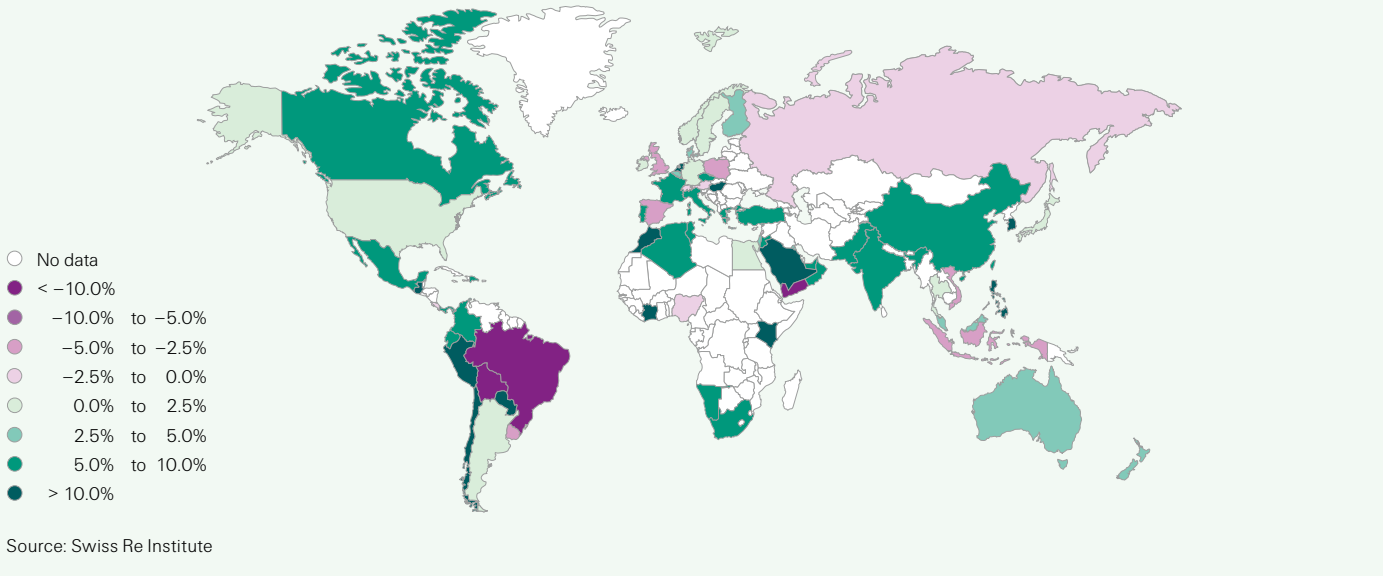 No data
< −10.0%
−10.0% to −5.0%
−5.0% to −2.5%
−2.5% to 0.0%
0.0% to 2.5%
2.5% to 5.0%
5.0% to 10.0%
> 10.0%
Source: Swiss Re Institute